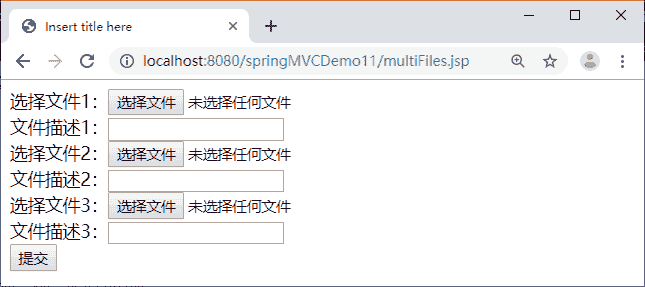 Insert title here
localhost:8080/springMVCDemo11/multiFiles.jsp
选择文件1：选择文件 未选择任何文件
文件描述1：
选择文件2：选择文件 未选择任何文件
文件描述2：
选择文件3：选择文件 未选择任何文件
文件描述3：
提交